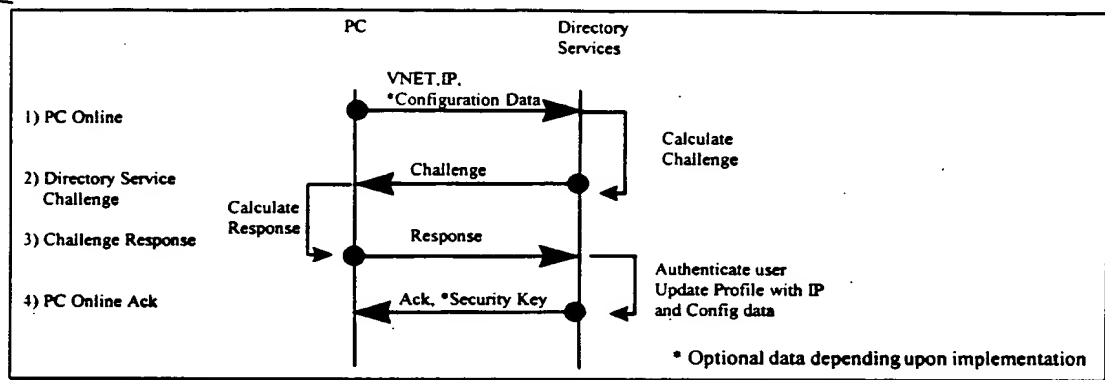 PC
Directory
Services
VNET, IP,
*Configuration Data
1) PC Online
Calculate
Challenge
Challenge
2) Directory Service
Challenge
Calculate
Response
3) Challenge Response
Response
Authenticate user
Update Profile with IP
and Config data
4) PC Online Ack
Ack, *Security Key
* Optional data depending upon implementation